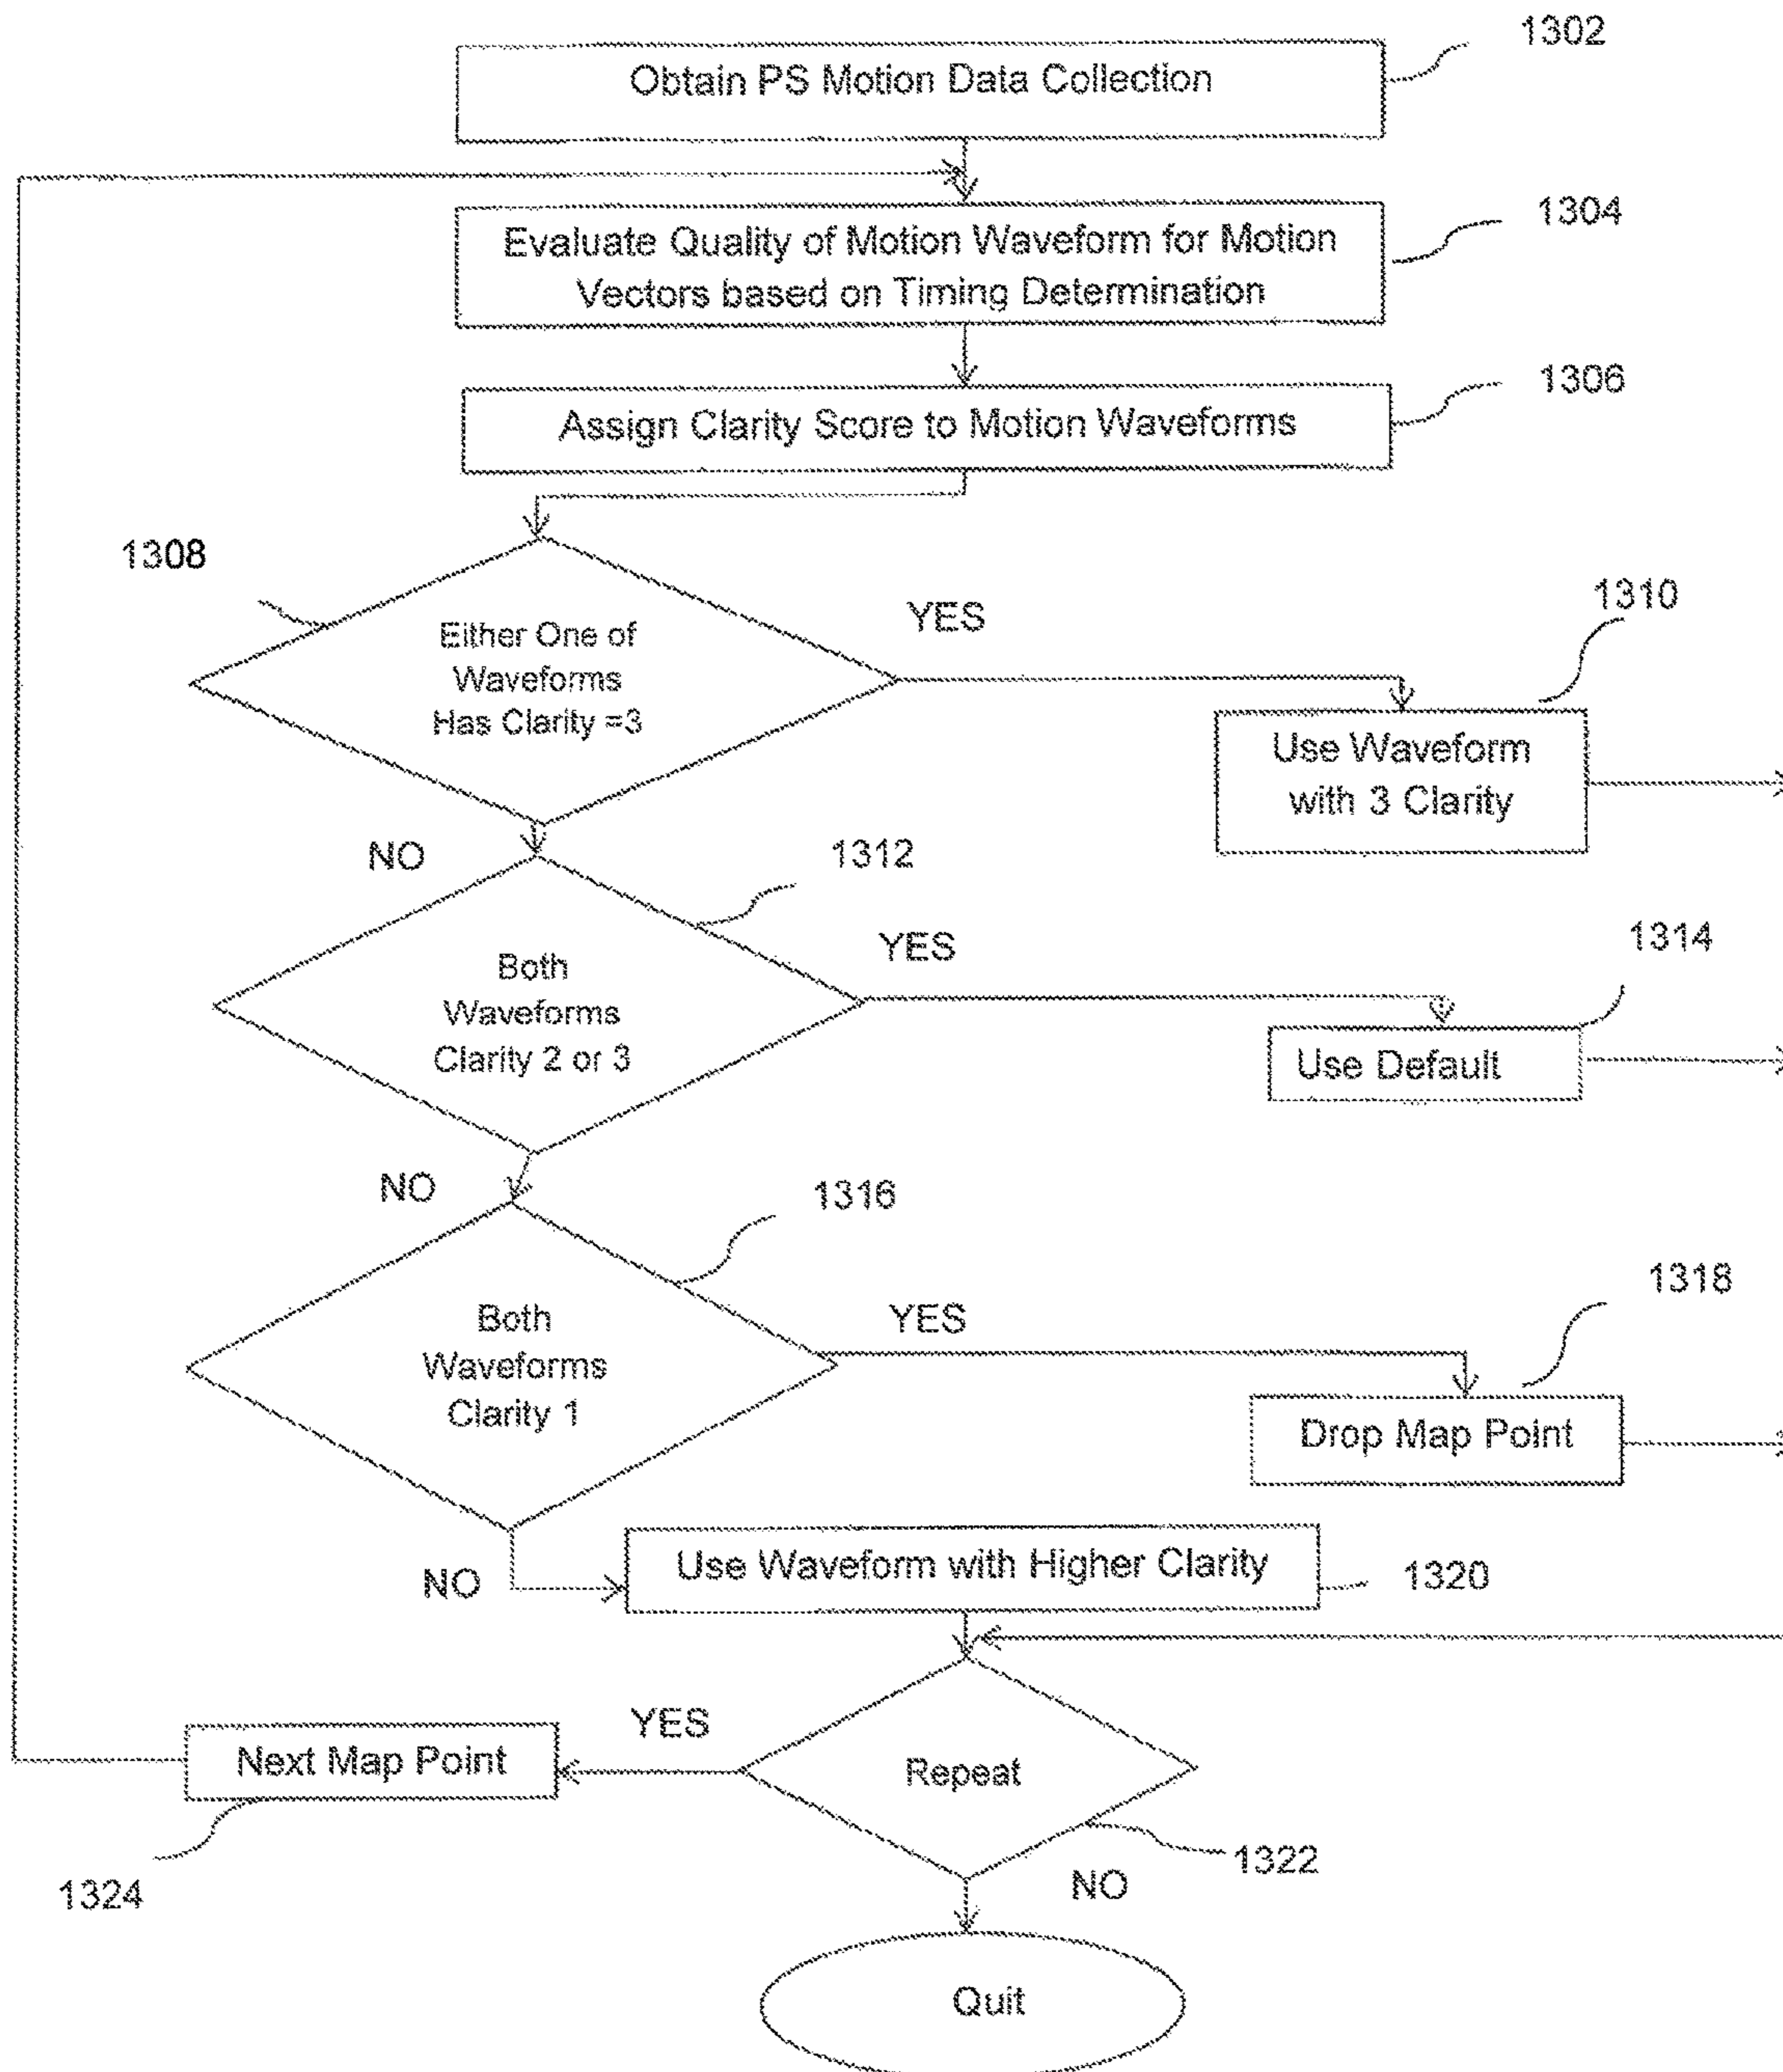 1302
Obtain PS Motion Data Collection
1304
Evaluate Quality of Motion Waveform for Motion
Vectors based on Timing Determination
1306
Assign Clarity Score to Motion Waveforms
1308
Either One of
Waveforms
Has Clarity =3
YES
1310
Use Waveform
with 3 Clarity
NO
1312
Both
Waveforms
Clarity 2 or 3
YES
1314
Use Default
NO
1316
Both
Waveforms
Clarity 1
YES
1318
Drop Map Point
NO
Use Waveform with Higher Clarity
1320
YES
Next Map Point
Repeat
1324
1322
NO
Quit